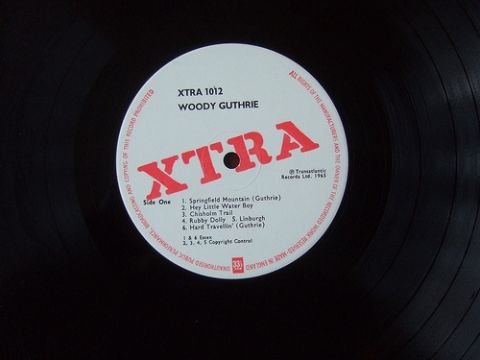 XTRA 1012
WOODY GUTHRIE
XTRA
Ⓟ Transatlantic
Records Ltd. 1965
Side One
1. Springfield Mountain (Guthrie)
2. Hey Little Water Boy
3. Chisholm Trail
4. Rubby Dolly S. Linburgh
6. Hard Travellin' (Guthrie)
1 & 6 Essex
2, 3, 4, 5 Copyright Control
33⅓
ALL RIGHTS OF THE MANUFACTURER AND THE OWNER OF THE RECORDED WORK RESERVED · MADE IN ENGLAND
UNAUTHORISED PUBLIC PERFORMANCE, BROADCASTING AND COPYING OF THIS RECORD PROHIBITED